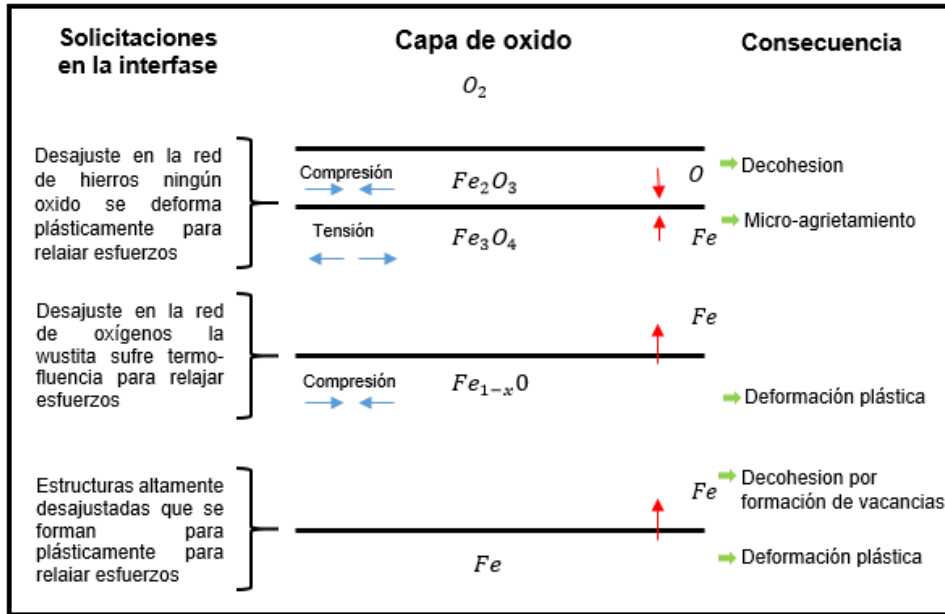 Solicitaciones
en la interfase
Capa de oxido
Consecuencia
O₂
Desajuste en la red
de hierros ningún
oxido se deforma
plásticamente para
relaiar esfuerzos
Compresión
Fe₂O₃
O
Decohesion
Tensión
Fe₃O₄
Fe
Micro-agrietamiento
Desajuste en la red
de oxígenos la
wustita sufre termo-
fluencia para relajar
esfuerzos
Fe
Compresión
Fe₁₋ₓ0
Deformación plástica
Estructuras altamente
desajustadas que se
forman para
plásticamente para
relaiar esfuerzos
Fe
Decohesion por
formación de vacancias
Fe
Deformación plástica